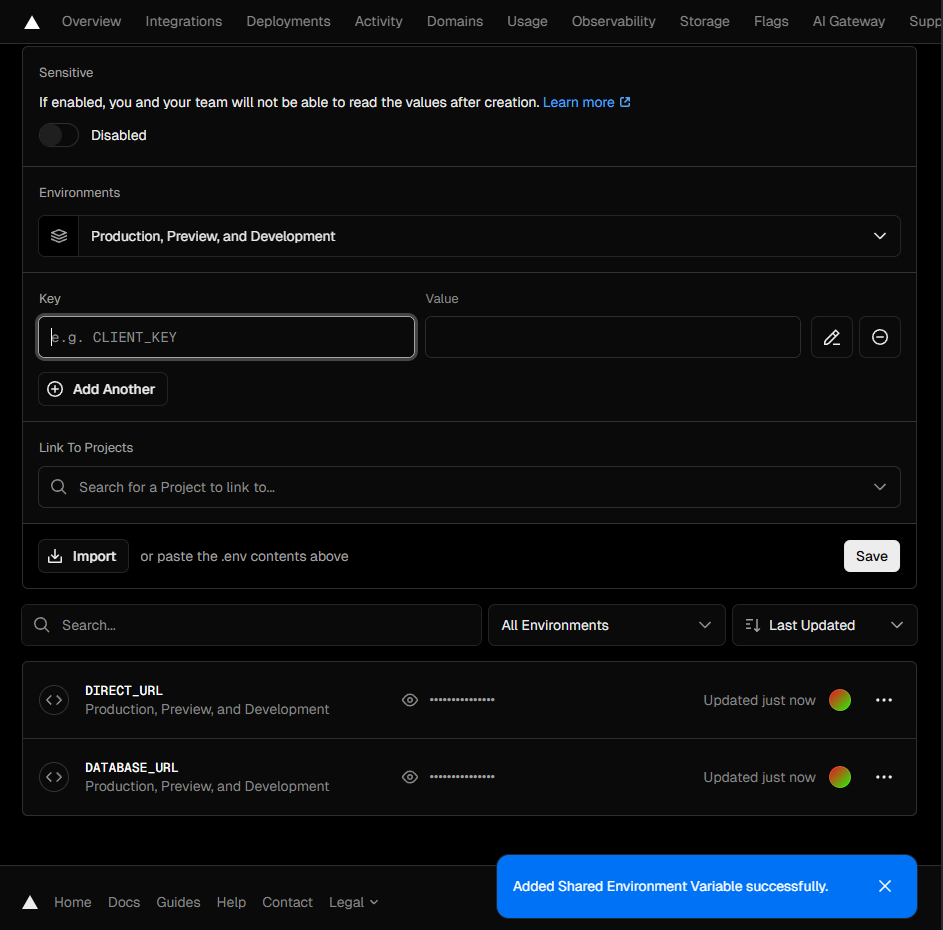 Overview Integrations Deployments Activity Domains Usage Observability Storage Flags AI Gateway Supp
Sensitive
If enabled, you and your team will not be able to read the values after creation. Learn more
Disabled
Environments
Production, Preview, and Development
Key Value
e.g. CLIENT_KEY
Add Another
Link To Projects
Search for a Project to link to...
Import or paste the .env contents above Save
Search... All Environments Last Updated
DIRECT_URL
Production, Preview, and Development ••••••••••••••• Updated just now
DATABASE_URL
Production, Preview, and Development ••••••••••••••• Updated just now
Added Shared Environment Variable successfully.
Home Docs Guides Help Contact Legal